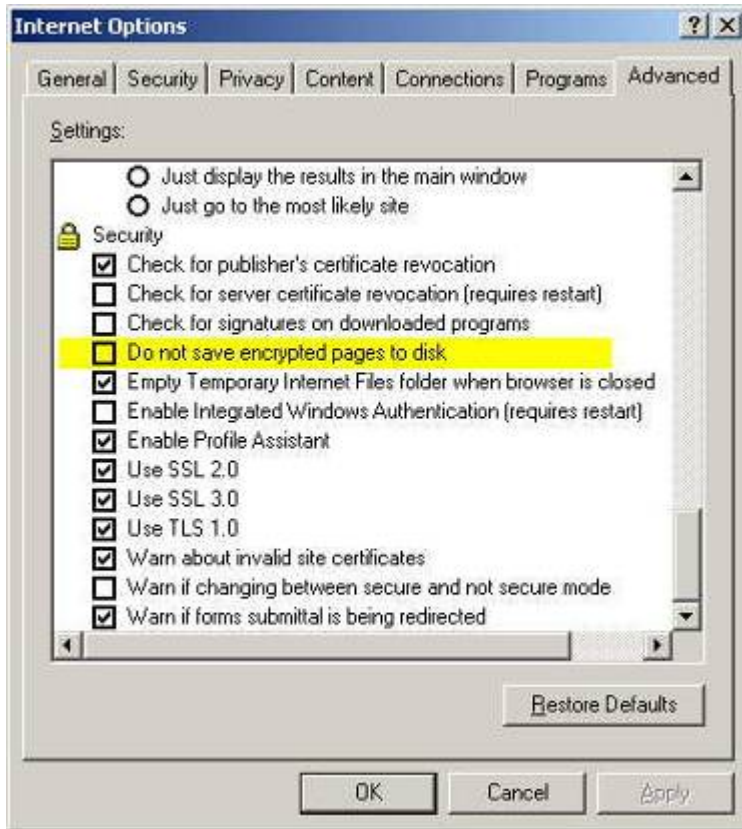 Internet Options
General Security Privacy Content Connections Programs Advanced
Settings:
Just display the results in the main window
Just go to the most likely site
Security
Check for publisher's certificate revocation
Check for server certificate revocation (requires restart)
Check for signatures on downloaded programs
Do not save encrypted pages to disk
Empty Temporary Internet Files folder when browser is closed
Enable Integrated Windows Authentication (requires restart)
Enable Profile Assistant
Use SSL 2.0
Use SSL 3.0
Use TLS 1.0
Warn about invalid site certificates
Warn if changing between secure and not secure mode
Warn if forms submittal is being redirected
Restore Defaults
OK Cancel Apply